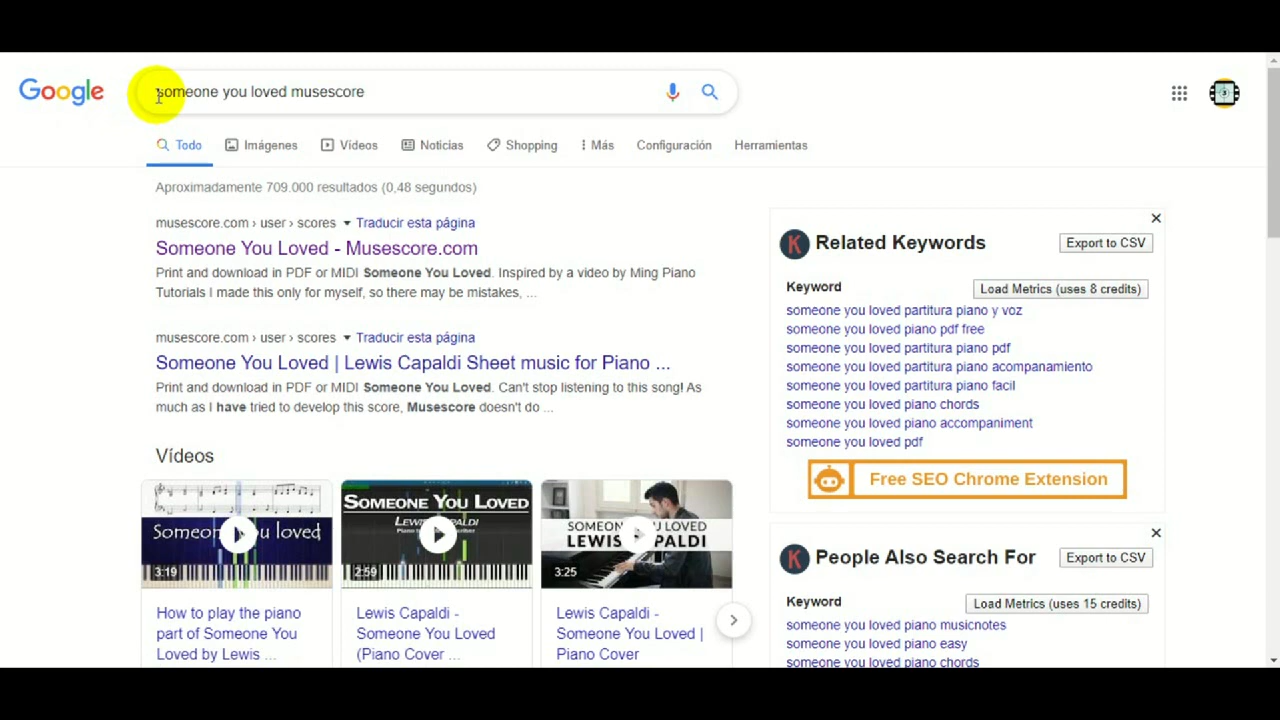 Google
someone you loved musescore
Todo
Imágenes
Vídeos
Noticias
Shopping
Más
Configuración
Herramientas
Aproximadamente 709.000 resultados (0,48 segundos)
musescore.com › user › scores ▾ Traducir esta página
Someone You Loved - Musescore.com
Print and download in PDF or MIDI Someone You Loved. Inspired by a video by Ming Piano
Tutorials I made this only for myself, so there may be mistakes, ...
musescore.com › user › scores ▾ Traducir esta página
Someone You Loved | Lewis Capaldi Sheet music for Piano ...
Print and download in PDF or MIDI Someone You Loved. Can't stop listening to this song! As
much as I have tried to develop this score, Musescore doesn't do ...
Vídeos
Someone you loved
3:19
How to play the piano
part of Someone You
Loved by Lewis ...
SOMEONE YOU LOVED
LEWIS CAPALDI
2:59
Lewis Capaldi -
Someone You Loved
(Piano Cover ...
SOMEONE YOU LOVED
LEWIS CAPALDI
3:25
Lewis Capaldi -
Someone You Loved |
Piano Cover
K
Related Keywords
Export to CSV
Keyword
Load Metrics (uses 8 credits)
someone you loved partitura piano y voz
someone you loved piano pdf free
someone you loved partitura piano pdf
someone you loved partitura piano acompanamiento
someone you loved partitura piano facil
someone you loved piano chords
someone you loved piano accompaniment
someone you loved pdf
Free SEO Chrome Extension
K
People Also Search For
Export to CSV
Keyword
Load Metrics (uses 15 credits)
someone you loved piano musicnotes
someone you loved piano easy
someone you loved piano chords